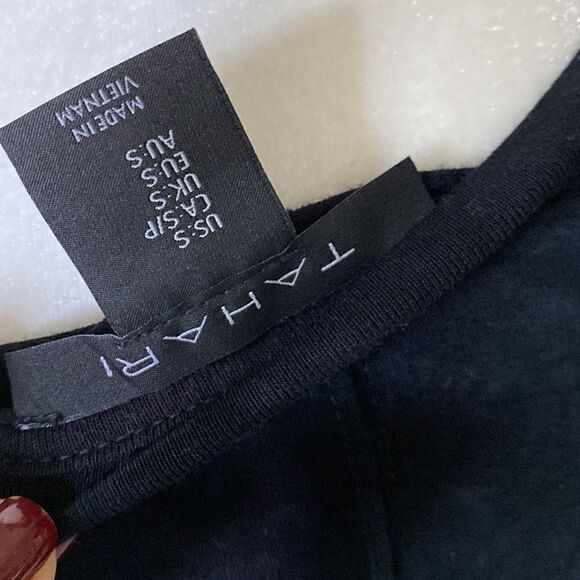 TAHARI
US:S
CA:S/P
UK:S
EU:S
AU:S
MADE IN
VIETNAM